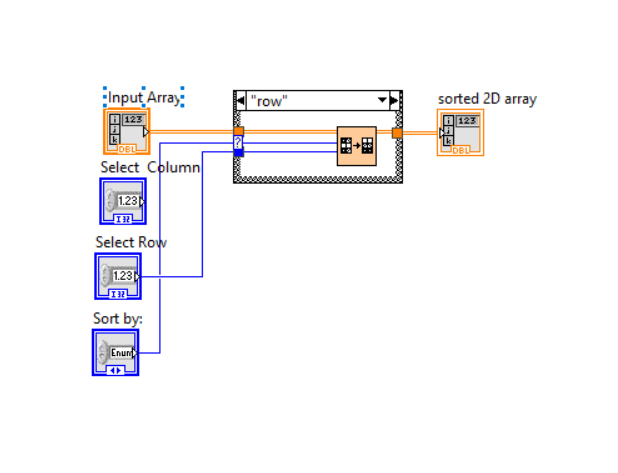 Input Array
i
j
k
123
DBL
"row"
?
sorted 2D array
i
j
k
123
DBL
Select Column
1.23
I32
Select Row
1.23
I32
Sort by:
Enum